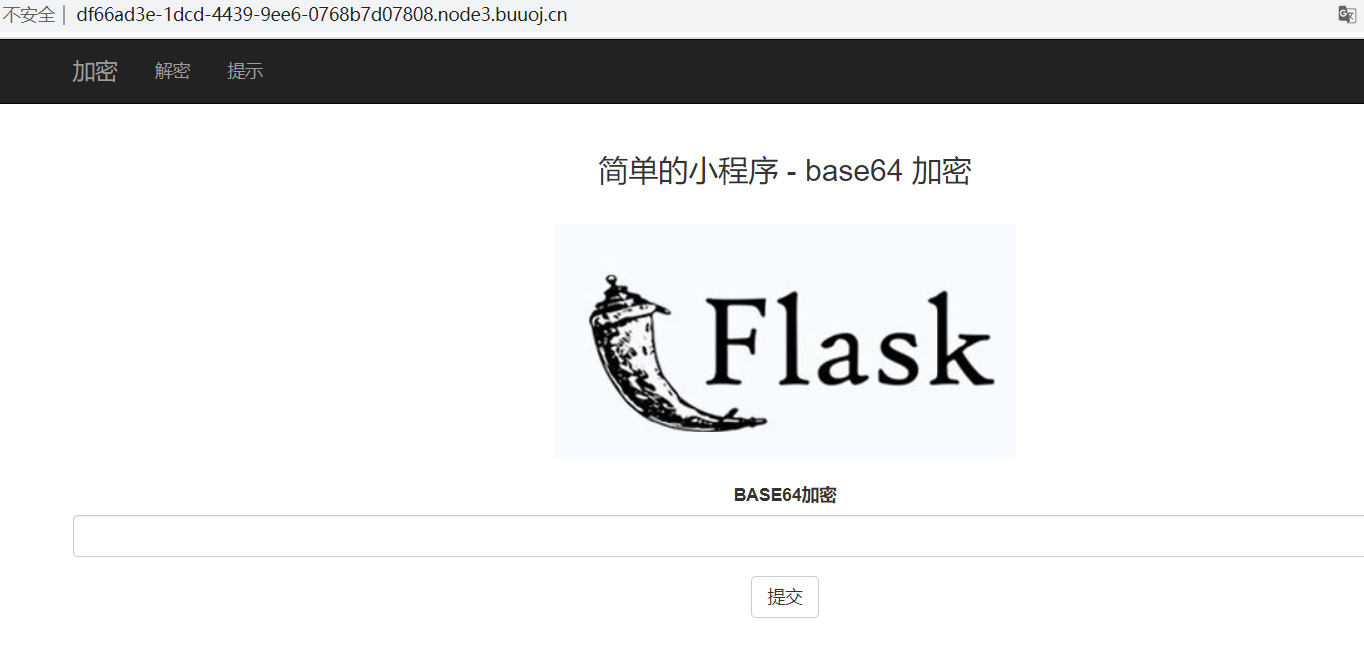 不安全 | df66ad3e-1dcd-4439-9ee6-0768b7d07808.node3.buuoj.cn
加密 解密 提示
简单的小程序 - base64 加密
Flask
BASE64加密
提交